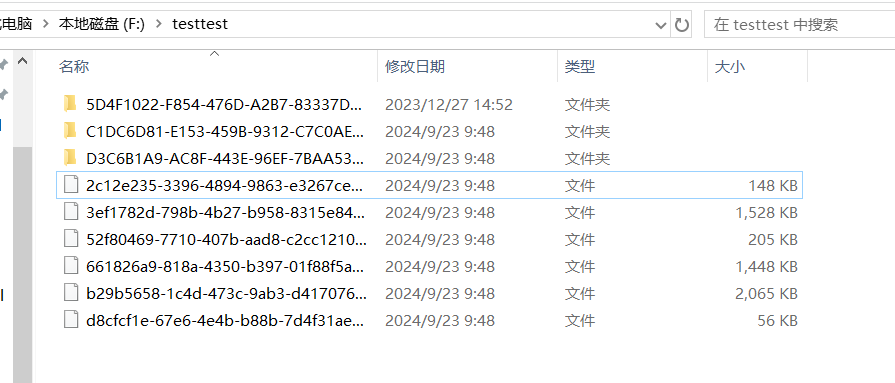 电脑 > 本地磁盘 (F:) > testtest
在 testtest 中搜索
名称 修改日期 类型 大小
5D4F1022-F854-476D-A2B7-83337D... 2023/12/27 14:52 文件夹
C1DC6D81-E153-459B-9312-C7C0AE... 2024/9/23 9:48 文件夹
D3C6B1A9-AC8F-443E-96EF-7BAA53... 2024/9/23 9:48 文件夹
2c12e235-3396-4894-9863-e3267ce... 2024/9/23 9:48 文件 148 KB
3ef1782d-798b-4b27-b958-8315e84... 2024/9/23 9:48 文件 1,528 KB
52f80469-7710-407b-aad8-c2cc1210... 2024/9/23 9:48 文件 205 KB
661826a9-818a-4350-b397-01f88f5a... 2024/9/23 9:48 文件 1,448 KB
b29b5658-1c4d-473c-9ab3-d417076... 2024/9/23 9:48 文件 2,065 KB
d8cfcf1e-67e6-4e4b-b88b-7d4f31ae... 2024/9/23 9:48 文件 56 KB